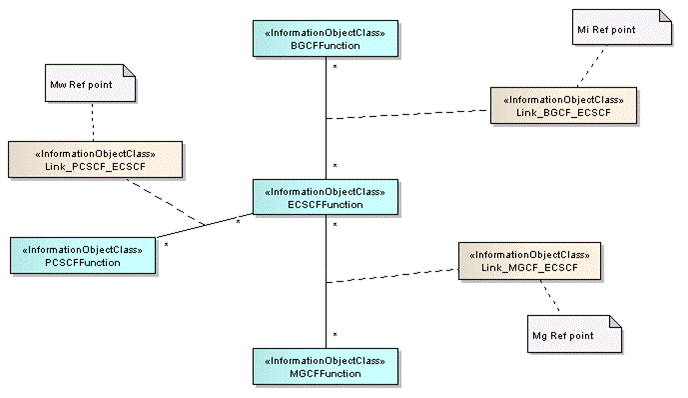 «InformationObjectClass»
BGCFFunction
Mi Ref point
*
Mw Ref point
«InformationObjectClass»
Link_BGCF_ECSCF
«InformationObjectClass»
Link_PCSCF_ECSCF
*
«InformationObjectClass»
ECSCFFunction
*
*
*
«InformationObjectClass»
PCSCFFunction
«InformationObjectClass»
Link_MGCF_ECSCF
Mg Ref point
*
«InformationObjectClass»
MGCFFunction